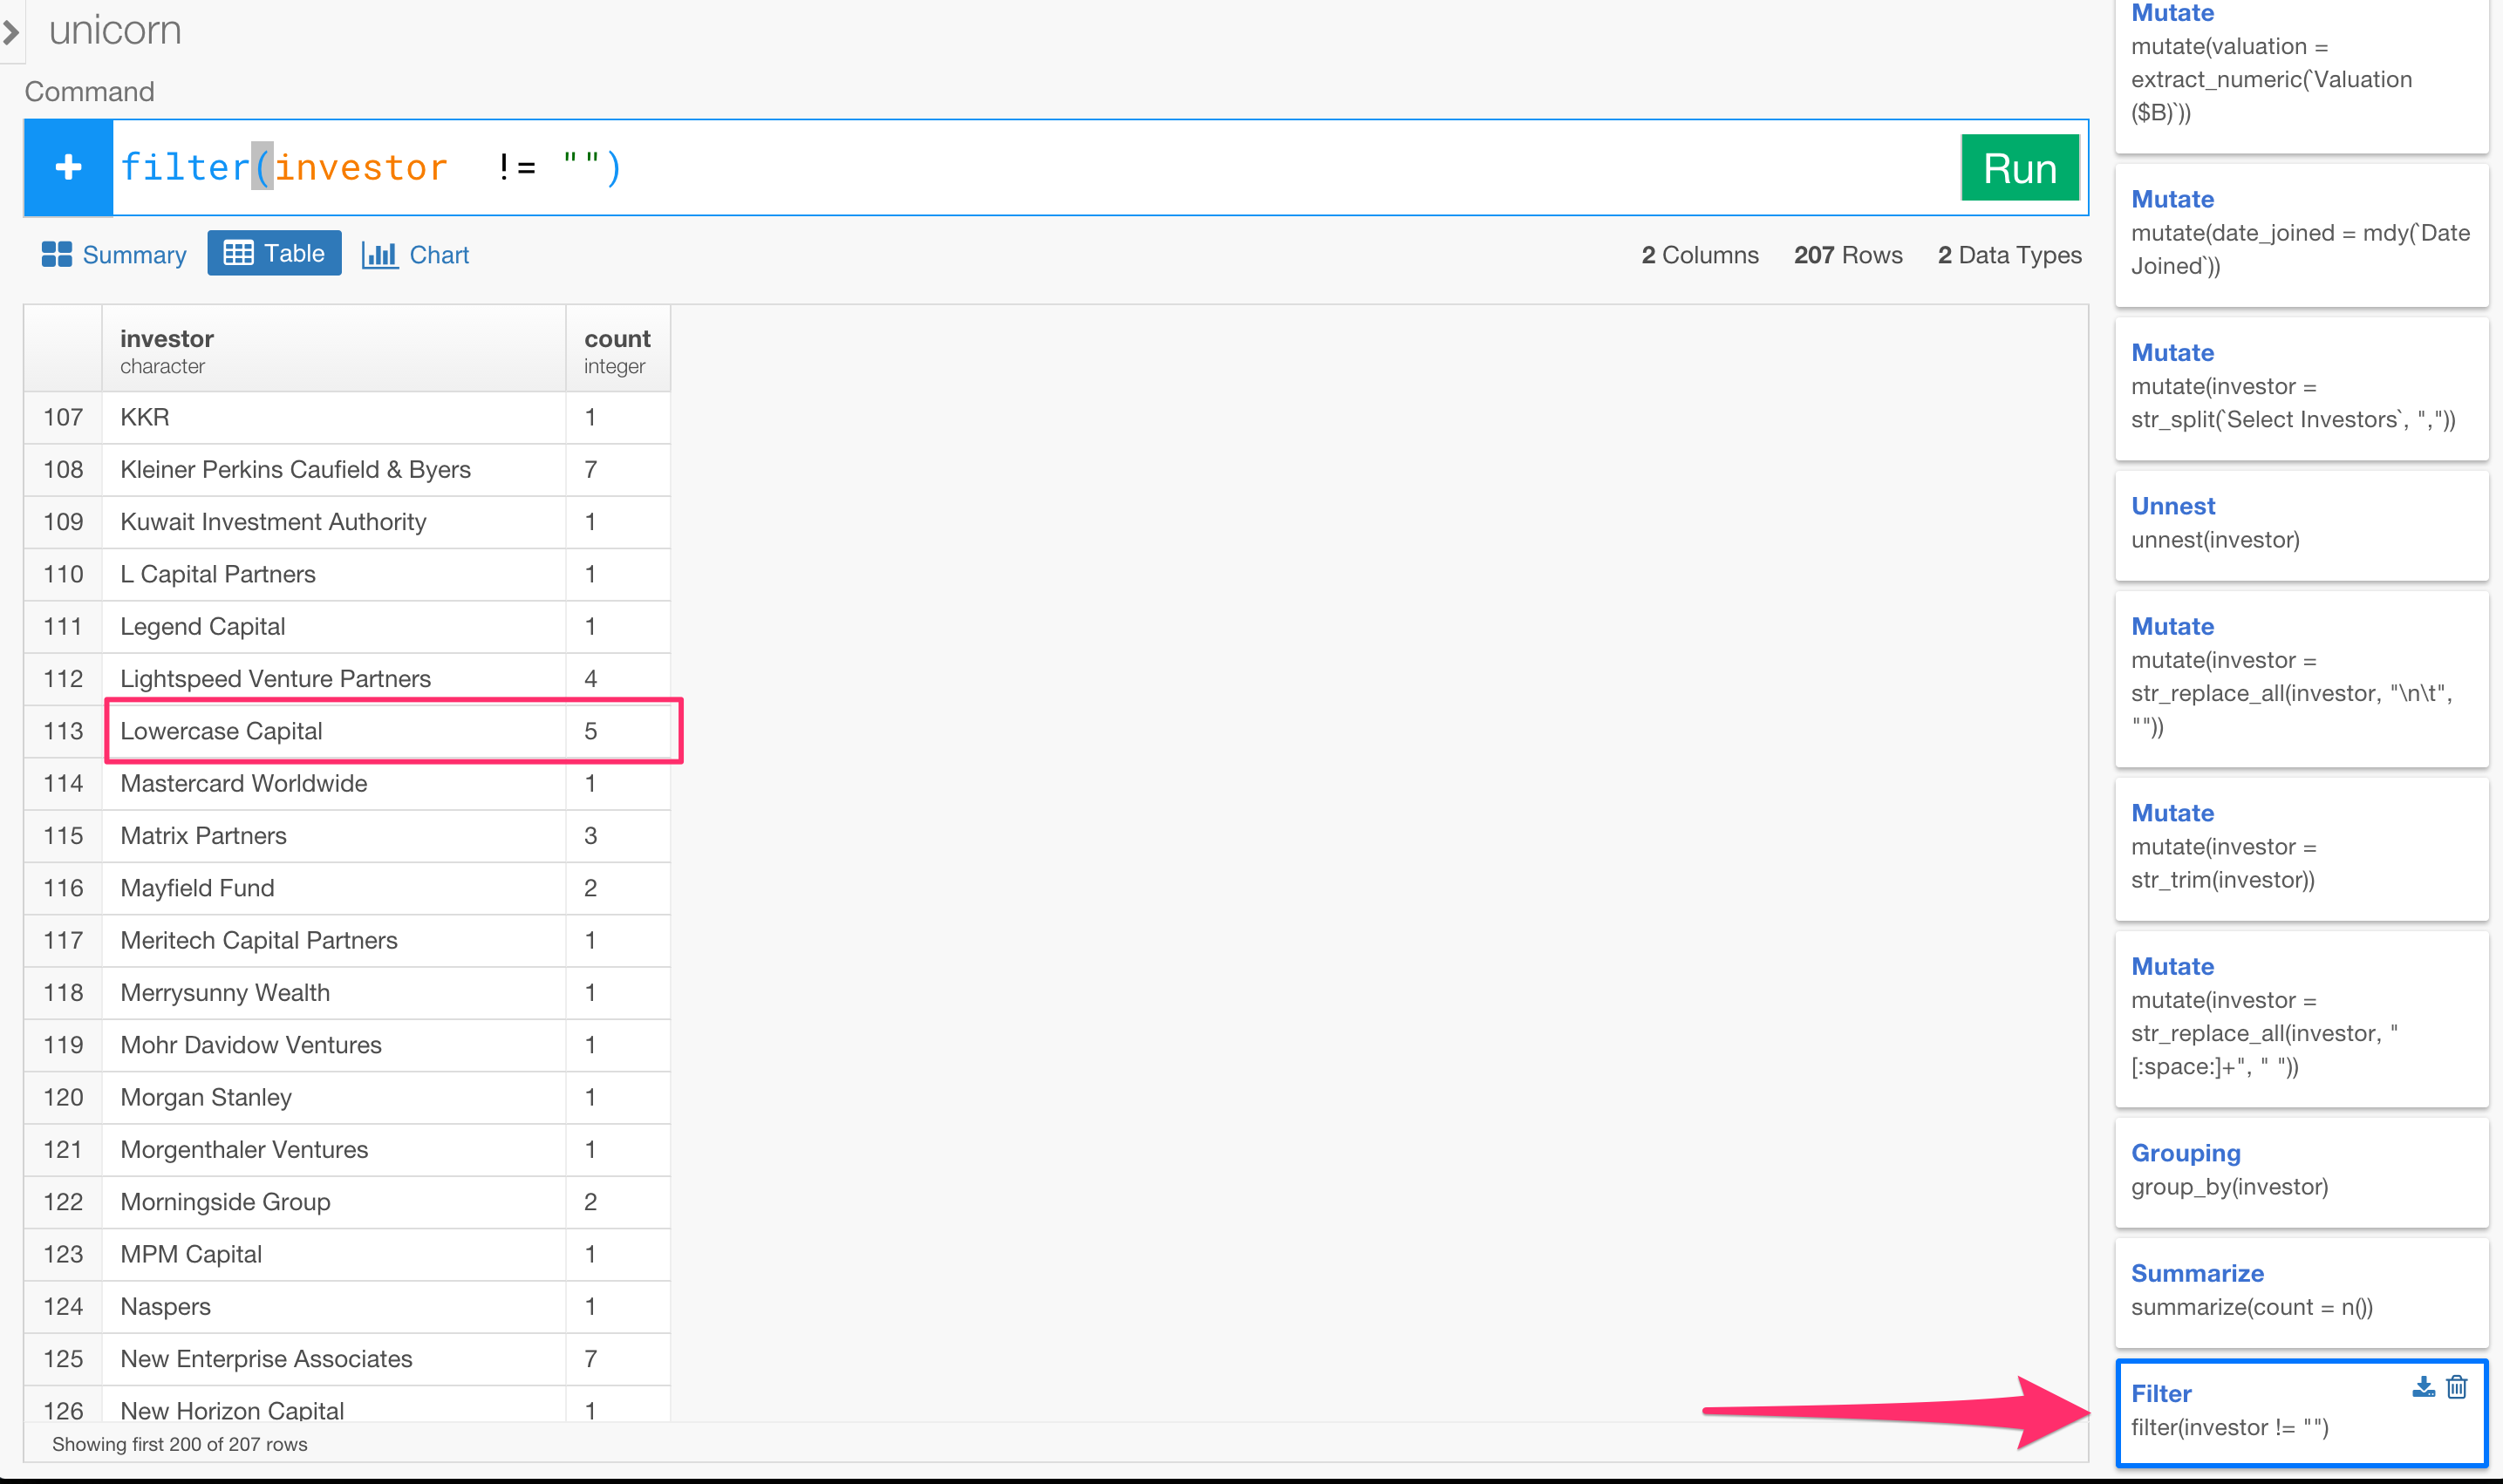 unicorn
Command
filter(investor  != "")
Run
Summary Table Chart
2 Columns 207 Rows 2 Data Types
investor count
character integer
107 KKR 1
108 Kleiner Perkins Caufield & Byers 7
109 Kuwait Investment Authority 1
110 L Capital Partners 1
111 Legend Capital 1
112 Lightspeed Venture Partners 4
113 Lowercase Capital 5
114 Mastercard Worldwide 1
115 Matrix Partners 3
116 Mayfield Fund 2
117 Meritech Capital Partners 1
118 Merrysunny Wealth 1
119 Mohr Davidow Ventures 1
120 Morgan Stanley 1
121 Morgenthaler Ventures 1
122 Morningside Group 2
123 MPM Capital 1
124 Naspers 1
125 New Enterprise Associates 7
126 New Horizon Capital 1
Showing first 200 of 207 rows
Mutate
mutate(valuation =
extract_numeric(`Valuation
($B)`))
Mutate
mutate(date_joined = mdy(`Date
Joined`))
Mutate
mutate(investor =
str_split(`Select Investors`, ","))
Unnest
unnest(investor)
Mutate
mutate(investor =
str_replace_all(investor, "\n\t",
""))
Mutate
mutate(investor =
str_trim(investor))
Mutate
mutate(investor =
str_replace_all(investor, "
[:space:]+", " "))
Grouping
group_by(investor)
Summarize
summarize(count = n())
Filter
filter(investor != "")